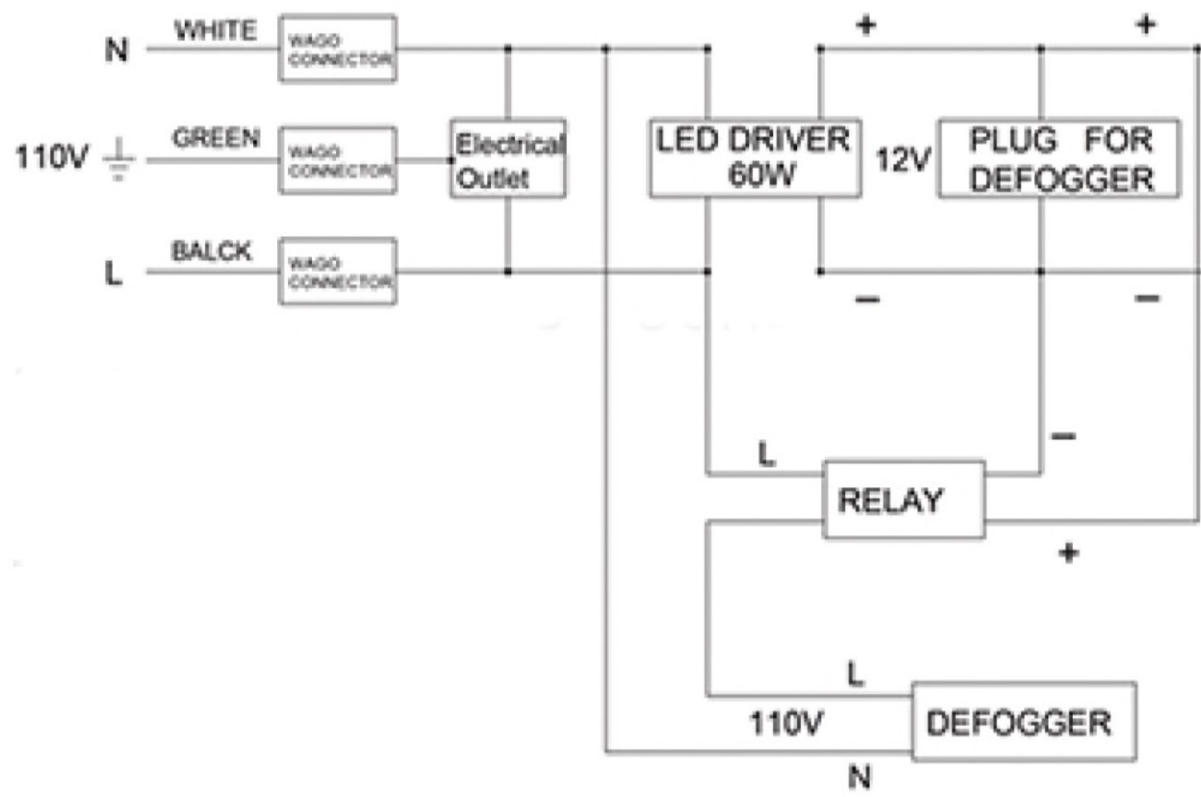 N
WHITE
WAGO
CONNECTOR
+
+
110V
GREEN
WAGO
CONNECTOR
Electrical
Outlet
LED DRIVER
60W
12V
PLUG FOR
DEFOGGER
L
BALCK
WAGO
CONNECTOR
−
−
L
RELAY
−
+
L
110V
DEFOGGER
N